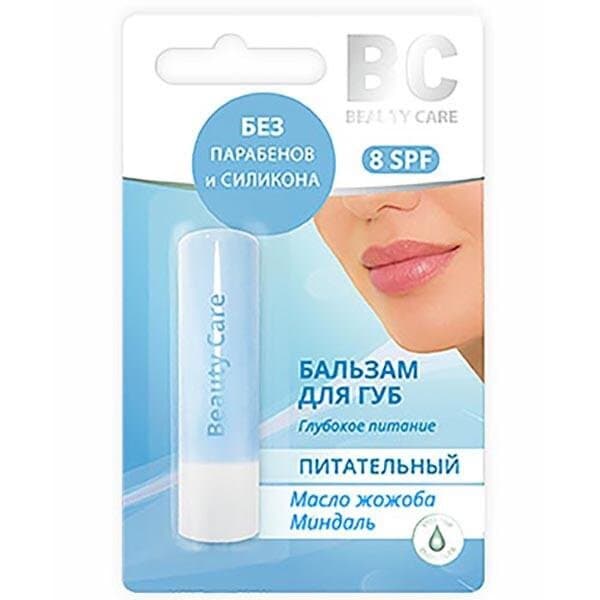 BC
BEAUTY CARE
8 SPF
БЕЗ
ПАРАБЕНОВ
и СИЛИКОНА
Beauty Care
БАЛЬЗАМ
ДЛЯ ГУБ
Глубокое питание
ПИТАТЕЛЬНЫЙ
Масло жожоба
Миндаль